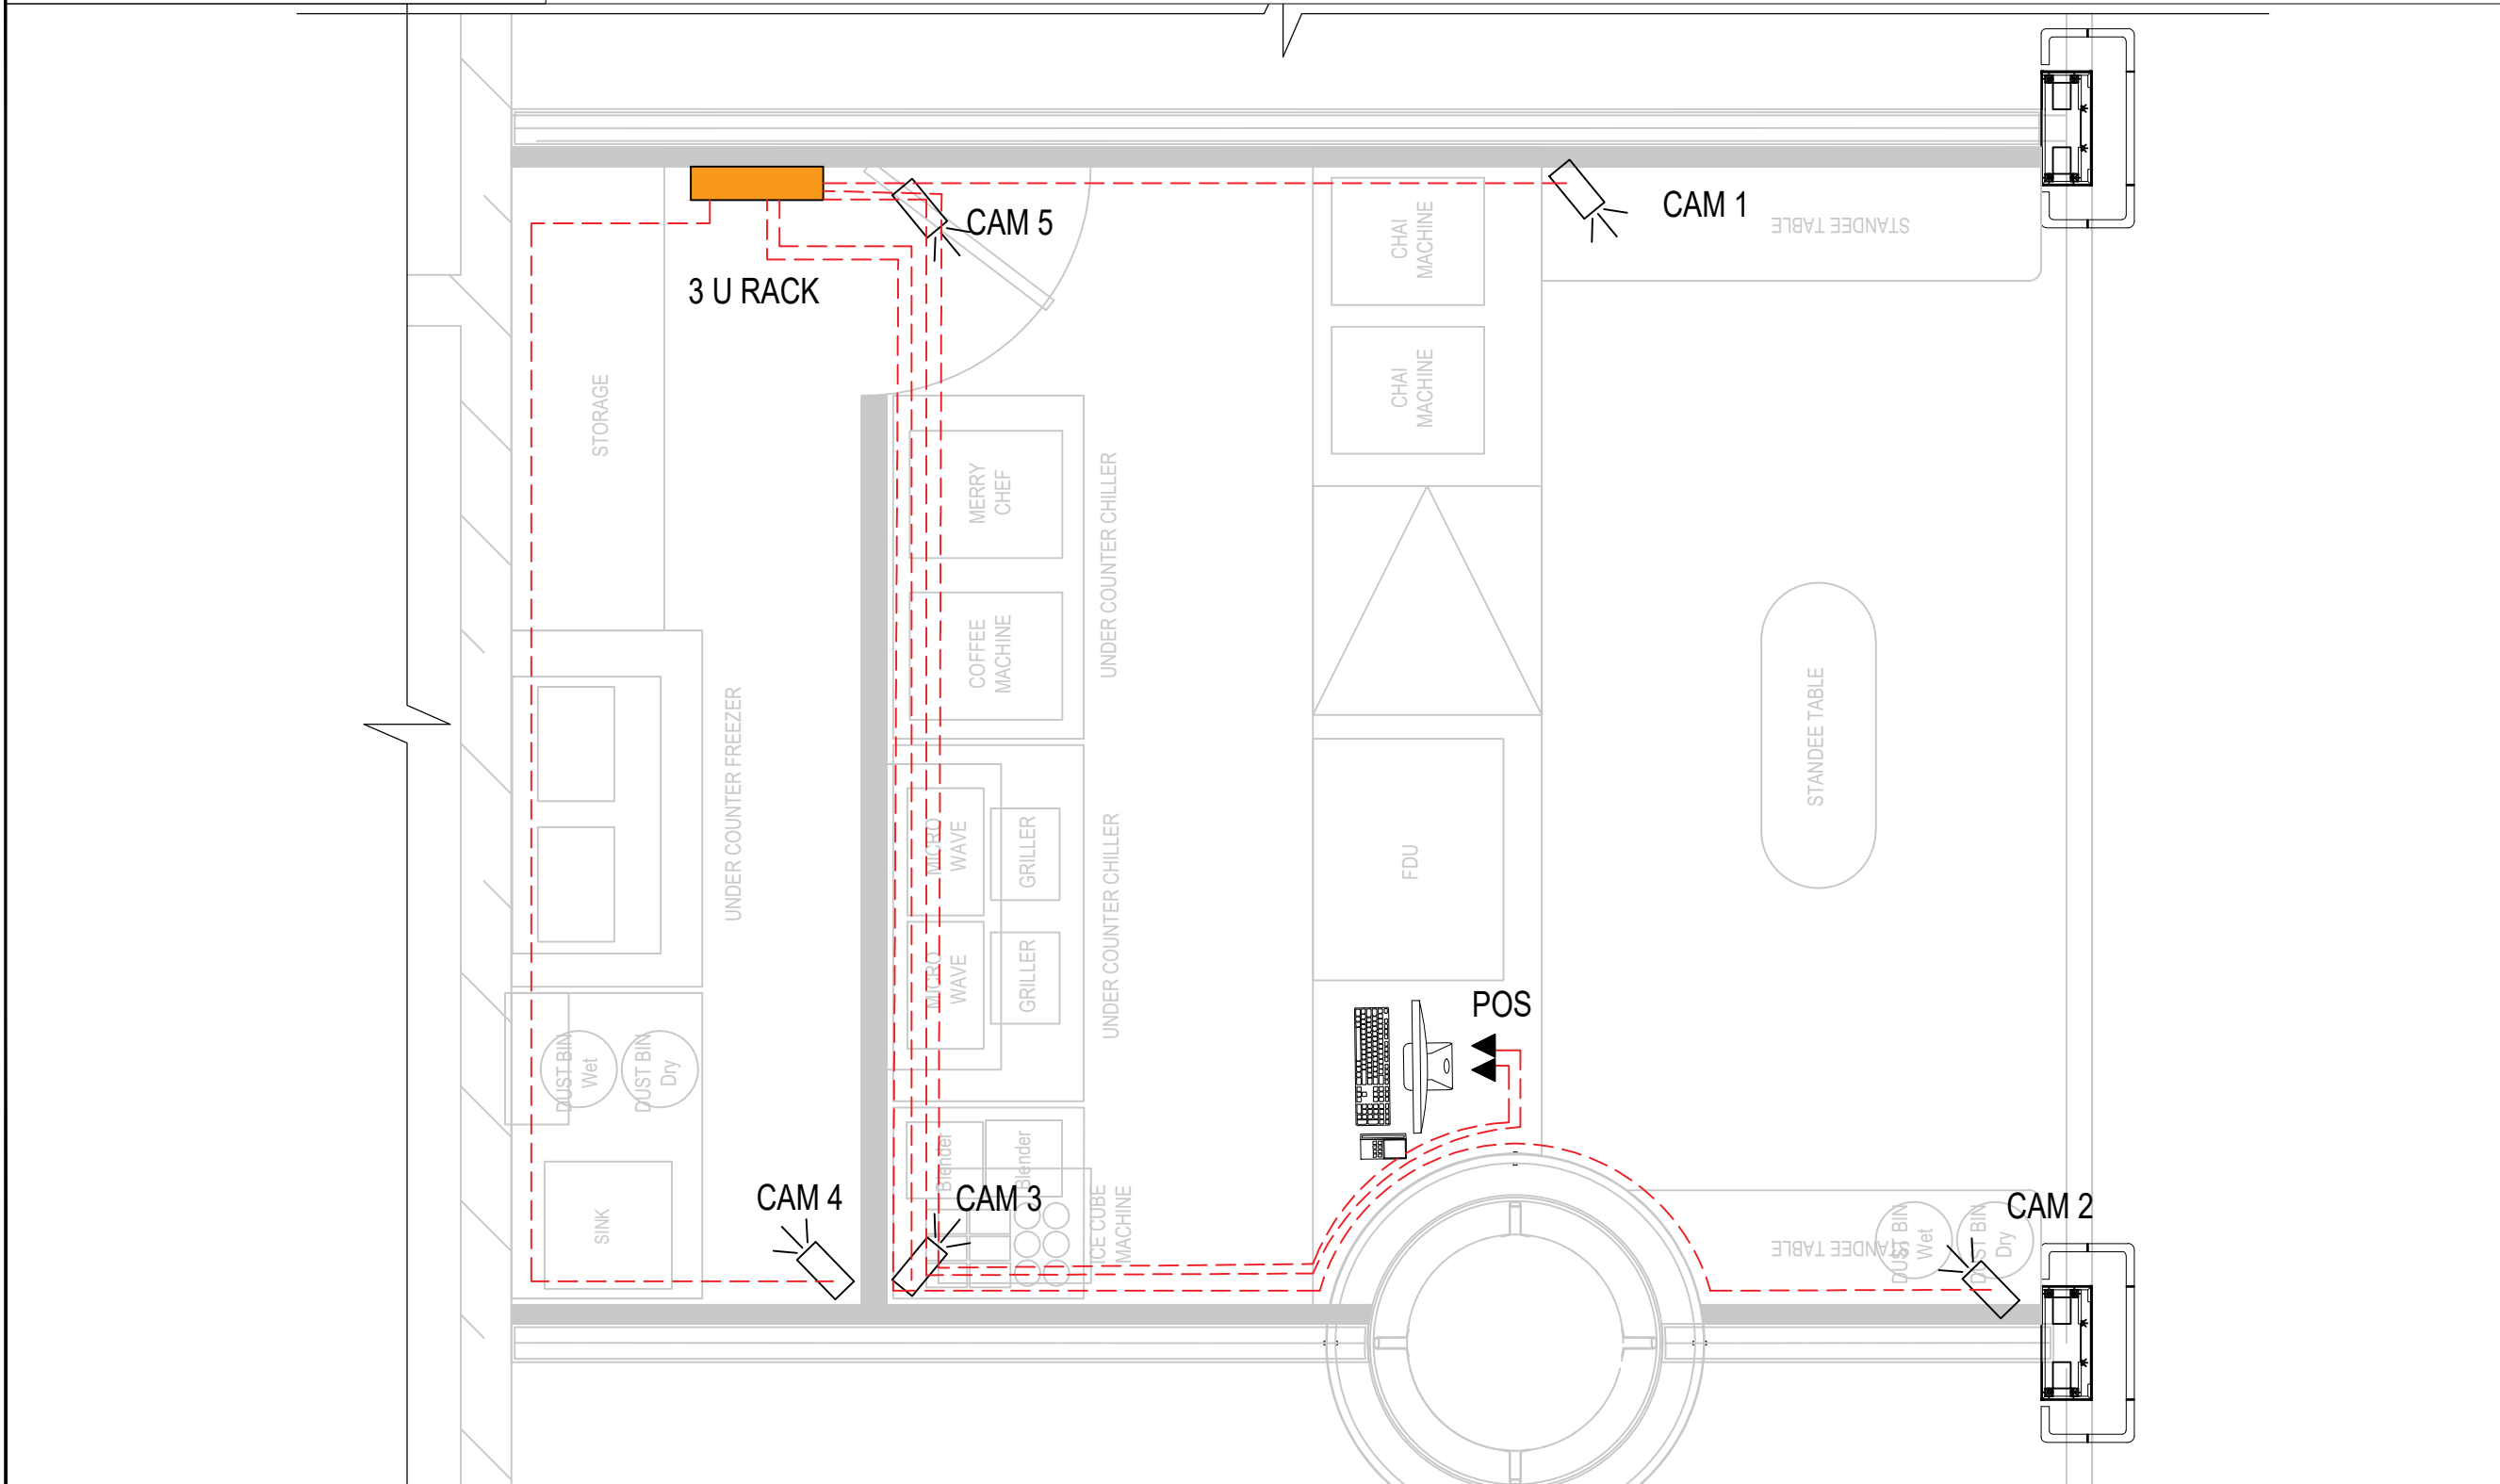 CAM 1
CAM 5
STANDEE TABLE
CHAI
MACHINE
3 U RACK
CHAI
MACHINE
STORAGE
MERRY
CHEF
UNDER COUNTER CHILLER
COFFEE
MACHINE
STANDEE TABLE
UNDER COUNTER FREEZER
MICRO
WAVE
GRILLER
FDU
UNDER COUNTER CHILLER
MICRO
WAVE
GRILLER
POS
DUST BIN
Wet
DUST BIN
Dry
Blender
Blender
CAM 4
CAM 3
CAM 2
SINK
ICE CUBE
MACHINE
STANDEE TABLE
DUST BIN
Wet
DUST BIN
Dry